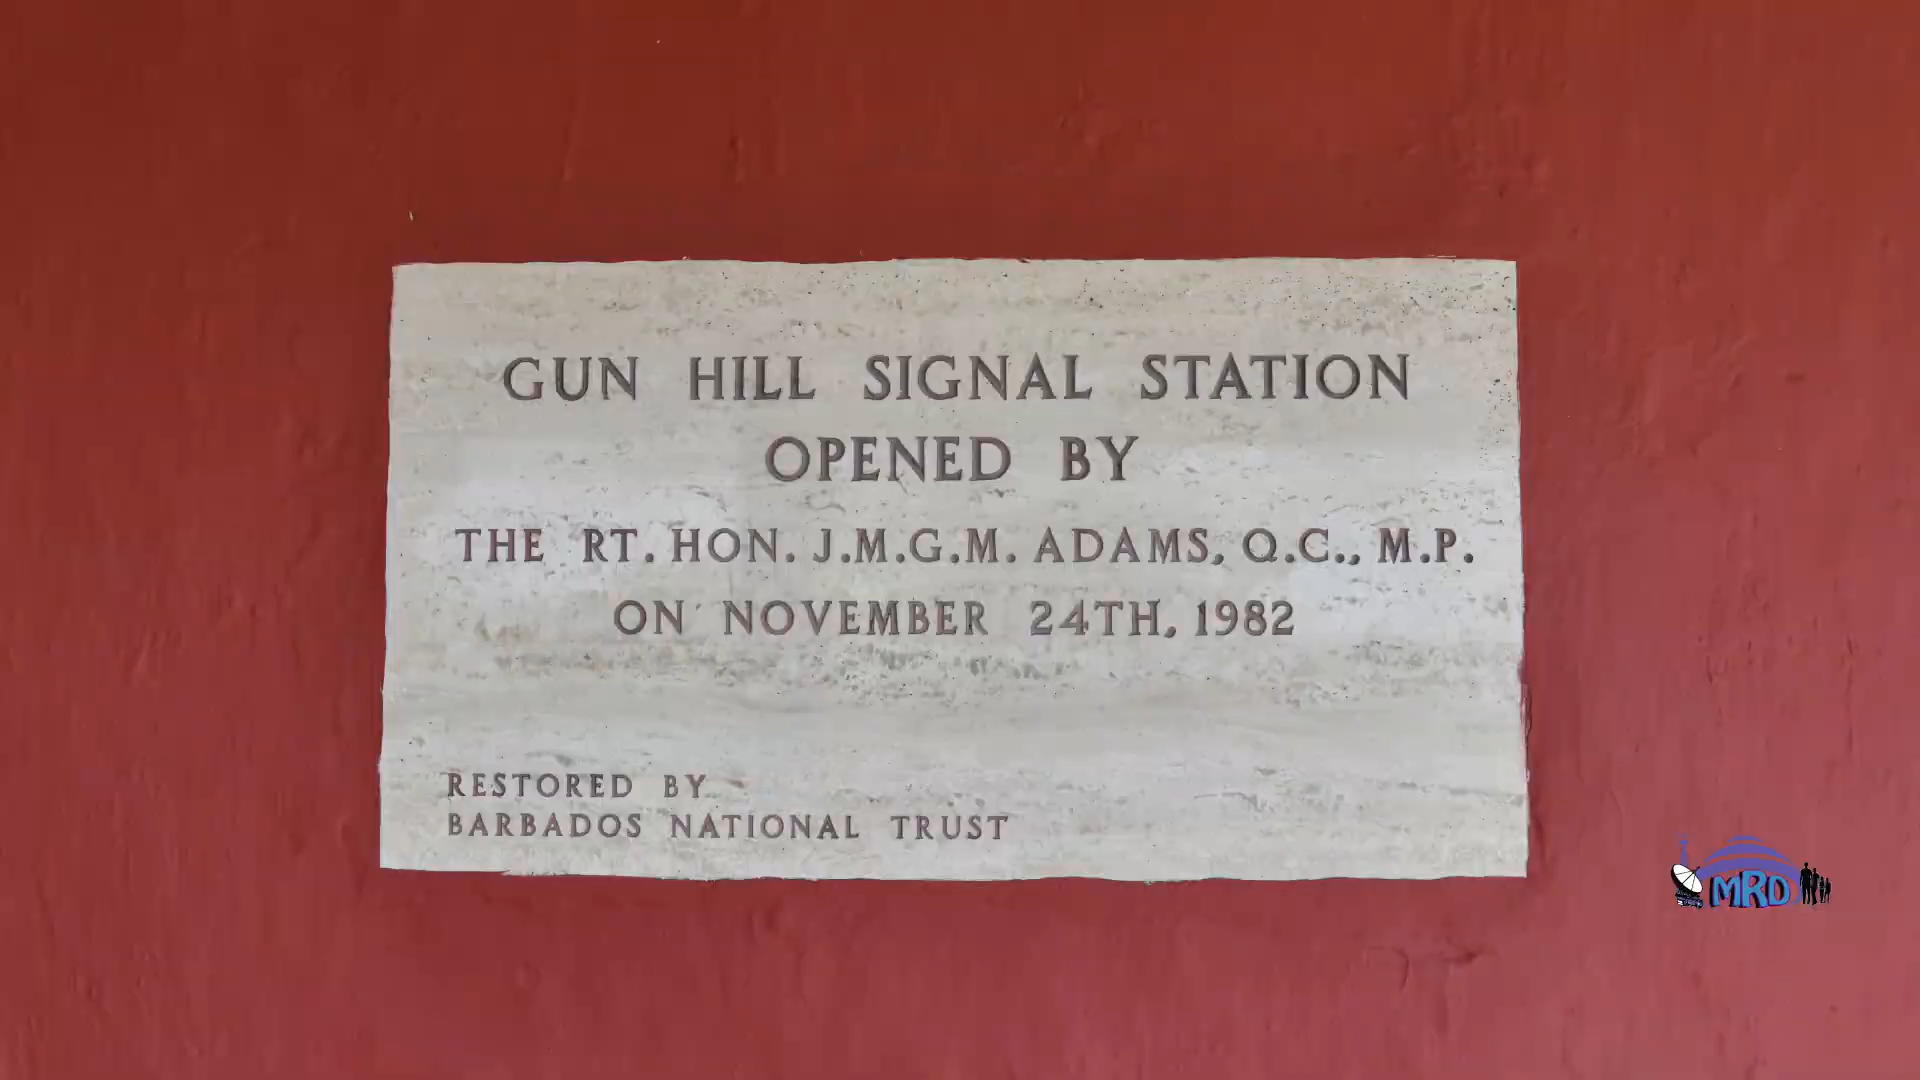 GUN HILL SIGNAL STATION
OPENED BY
THE RT. HON. J.M.G.M. ADAMS, Q.C., M.P.
ON NOVEMBER 24TH, 1982
RESTORED BY
BARBADOS NATIONAL TRUST
MRD